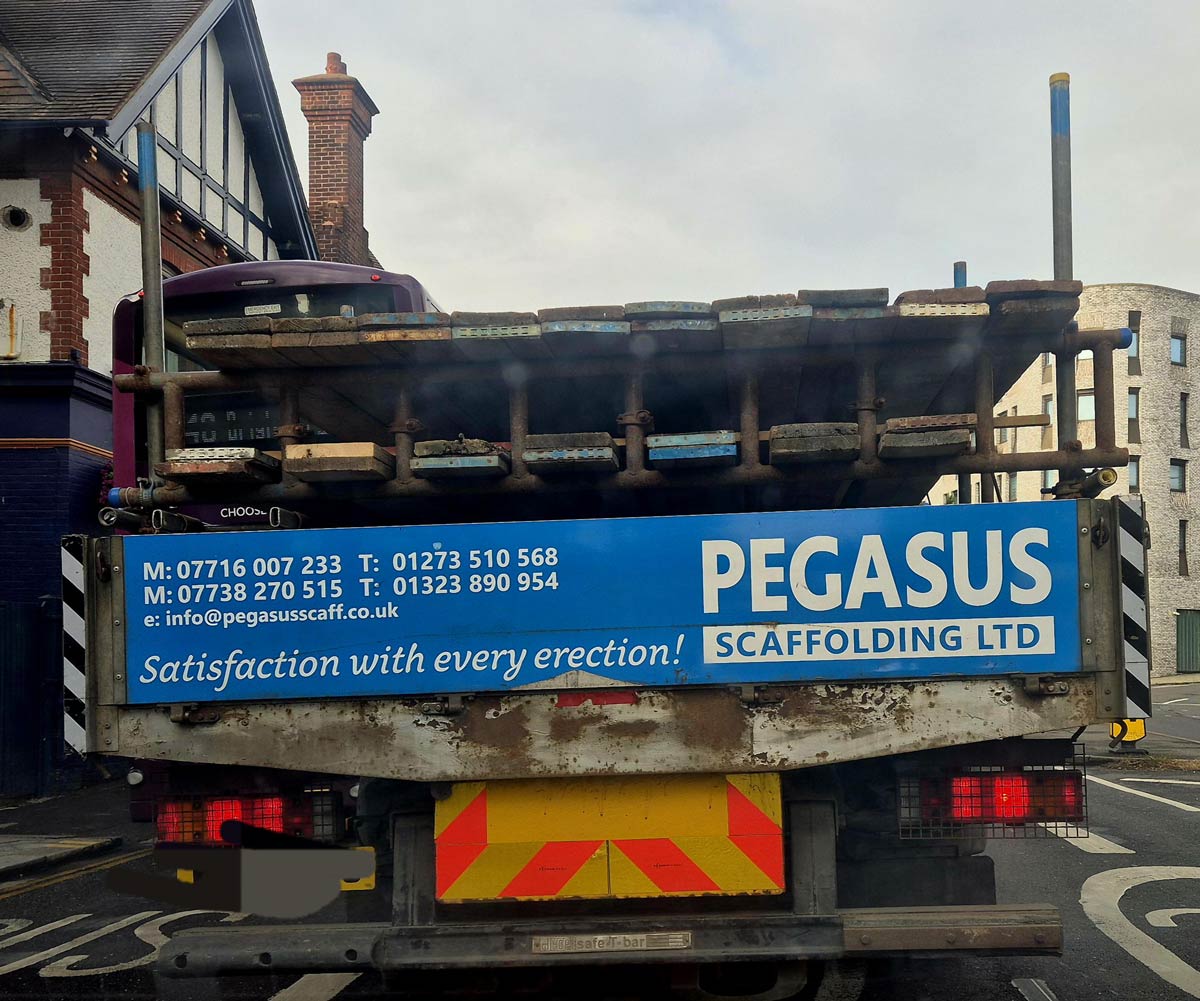 CHOOSE
M: 07716 007 233 T: 01273 510 568
M: 07738 270 515 T: 01323 890 954
e: info@pegasusscaff.co.uk
Satisfaction with every erection!
PEGASUS
SCAFFOLDING LTD
safe-T-bar